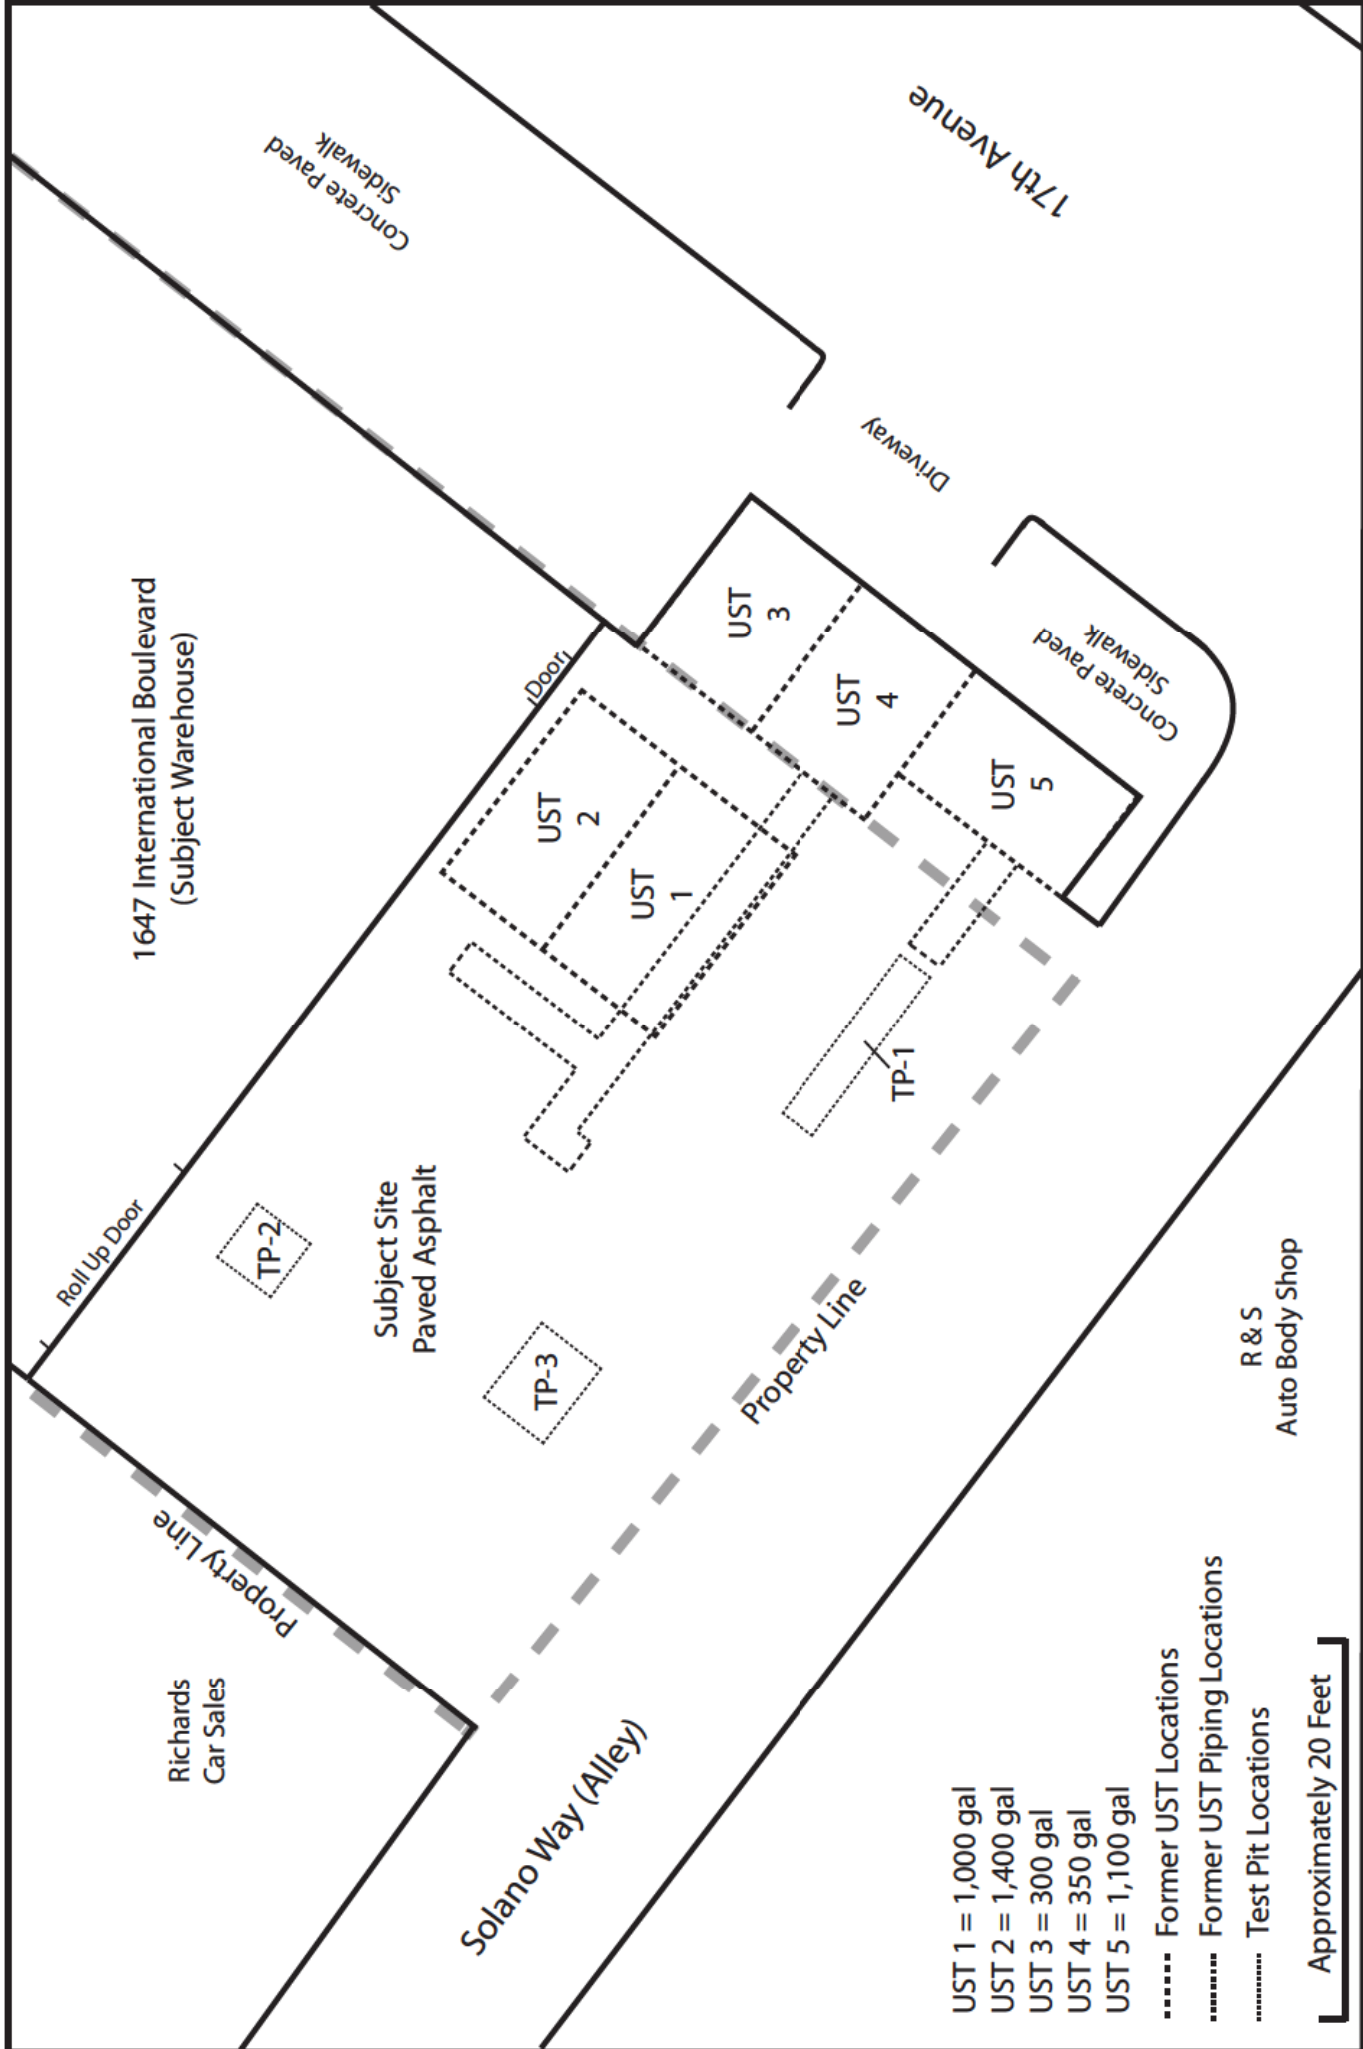 Concrete Paved
Sidewalk
17th Avenue
Driveway
1647 International Boulevard
(Subject Warehouse)
Door
UST
3
UST
4
UST
5
Concrete Paved
Sidewalk
UST
2
UST
1
TP-1
Roll Up Door
TP-2
Subject Site
Paved Asphalt
TP-3
Property Line
Property Line
Richards
Car Sales
Solano Way (Alley)
R & S
Auto Body Shop
UST 1 = 1,000 gal
UST 2 = 1,400 gal
UST 3 = 300 gal
UST 4 = 350 gal
UST 5 = 1,100 gal
Former UST Locations
Former UST Piping Locations
Test Pit Locations
Approximately 20 Feet